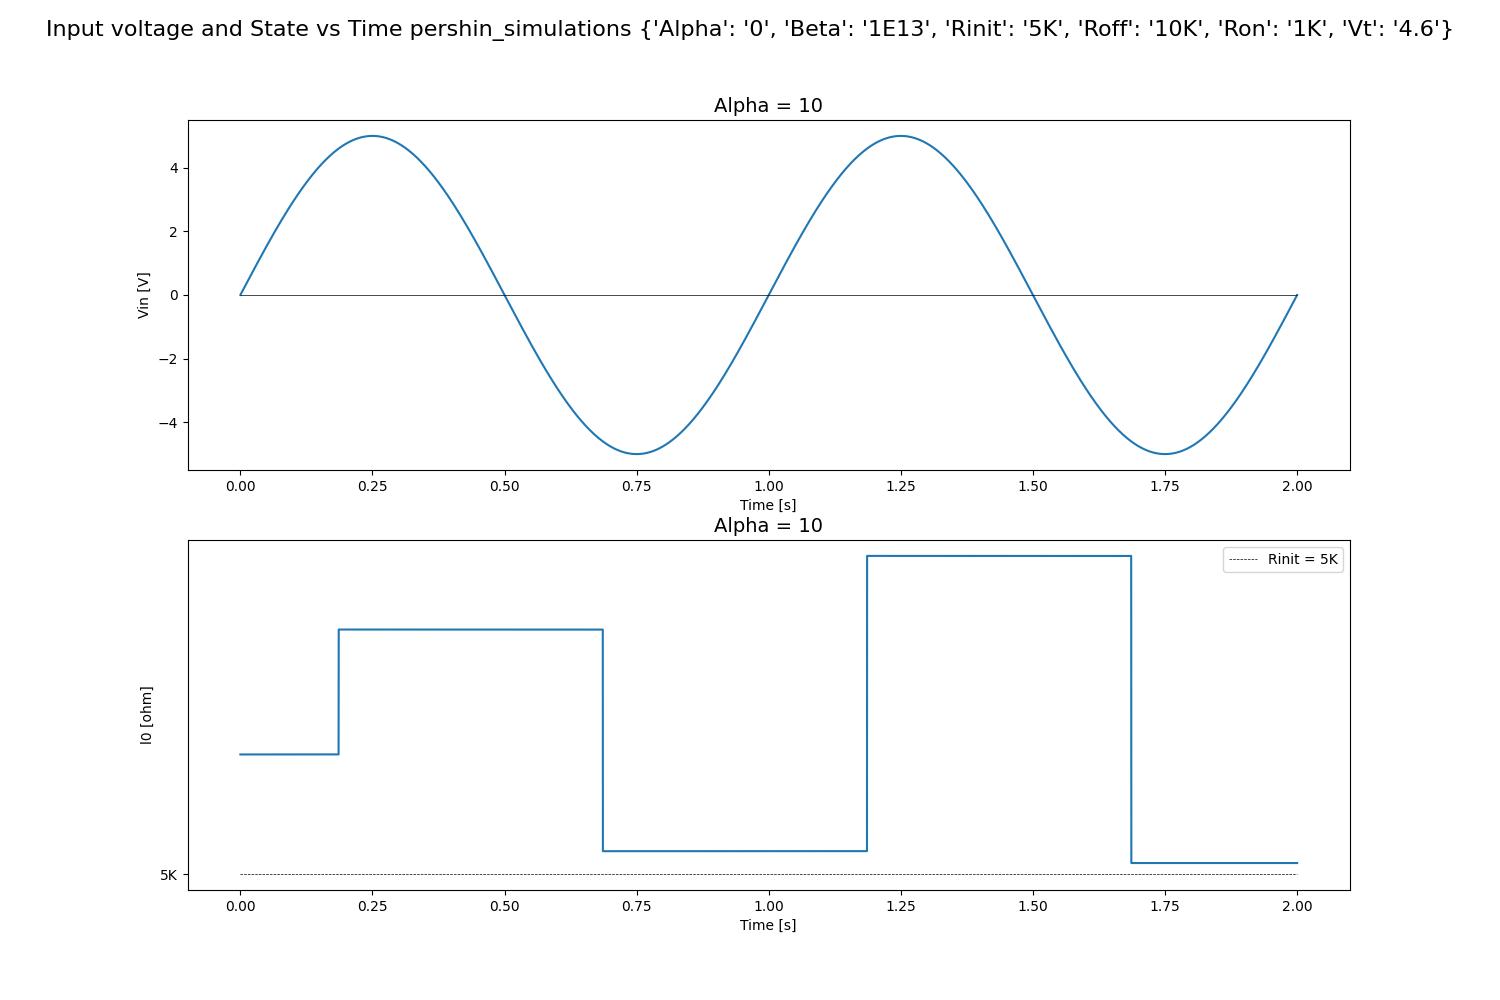 Input voltage and State vs Time pershin_simulations {'Alpha': '0', 'Beta': '1E13', 'Rinit': '5K', 'Roff': '10K', 'Ron': '1K', 'Vt': '4.6'}
Alpha = 10
4
2
0
−2
−4
Vin [V]
0.00 0.25 0.50 0.75 1.00 1.25 1.50 1.75 2.00
Time [s]
Alpha = 10
Rinit = 5K
l0 [ohm]
5K
0.00 0.25 0.50 0.75 1.00 1.25 1.50 1.75 2.00
Time [s]